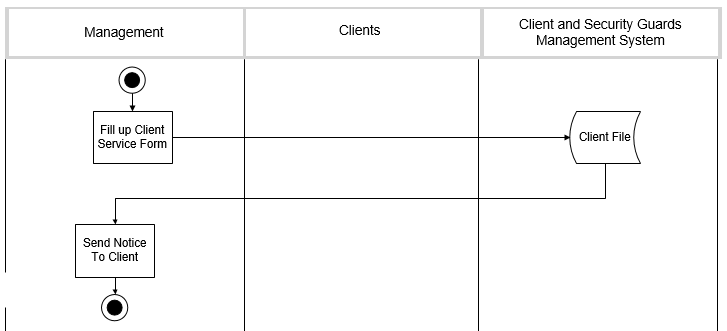 Management
Clients
Client and Security Guards
Management System
Fill up Client
Service Form
Client File
Send Notice
To Client